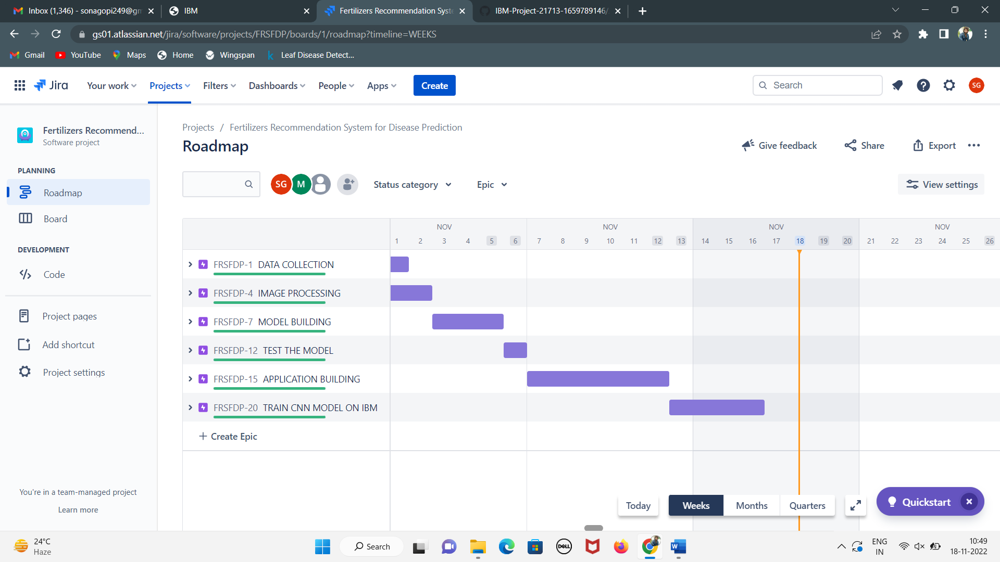 Inbox (1,346) - sonagopi249@gm
IBM
Fertilizers Recommendation Syste
IBM-Project-21713-1659789146/
gs01.atlassian.net/jira/software/projects/FRSFDP/boards/1/roadmap?timeline=WEEKS
Gmail
YouTube
Maps
Home
Wingspan
k Leaf Disease Detect...
Jira
Your work
Projects
Filters
Dashboards
People
Apps
Create
Search
SG
Fertilizers Recommend...
Software project
PLANNING
Roadmap
Board
DEVELOPMENT
Code
Project pages
Add shortcut
Project settings
You're in a team-managed project
Learn more
Projects / Fertilizers Recommendation System for Disease Prediction
Roadmap
Give feedback
Share
Export
SG
M
Status category
Epic
View settings
NOV NOV NOV NOV
1 2 3 4 5 6 7 8 9 10 11 12 13 14 15 16 17 18 19 20 21 22 23 24 25 26
FRSFDP-1 DATA COLLECTION
FRSFDP-4 IMAGE PROCESSING
FRSFDP-7 MODEL BUILDING
FRSFDP-12 TEST THE MODEL
FRSFDP-15 APPLICATION BUILDING
FRSFDP-20 TRAIN CNN MODEL ON IBM
+ Create Epic
Today
Weeks
Months
Quarters
Quickstart
24°C
Haze
Search
DELL
W
ENG
IN
10:49
18-11-2022